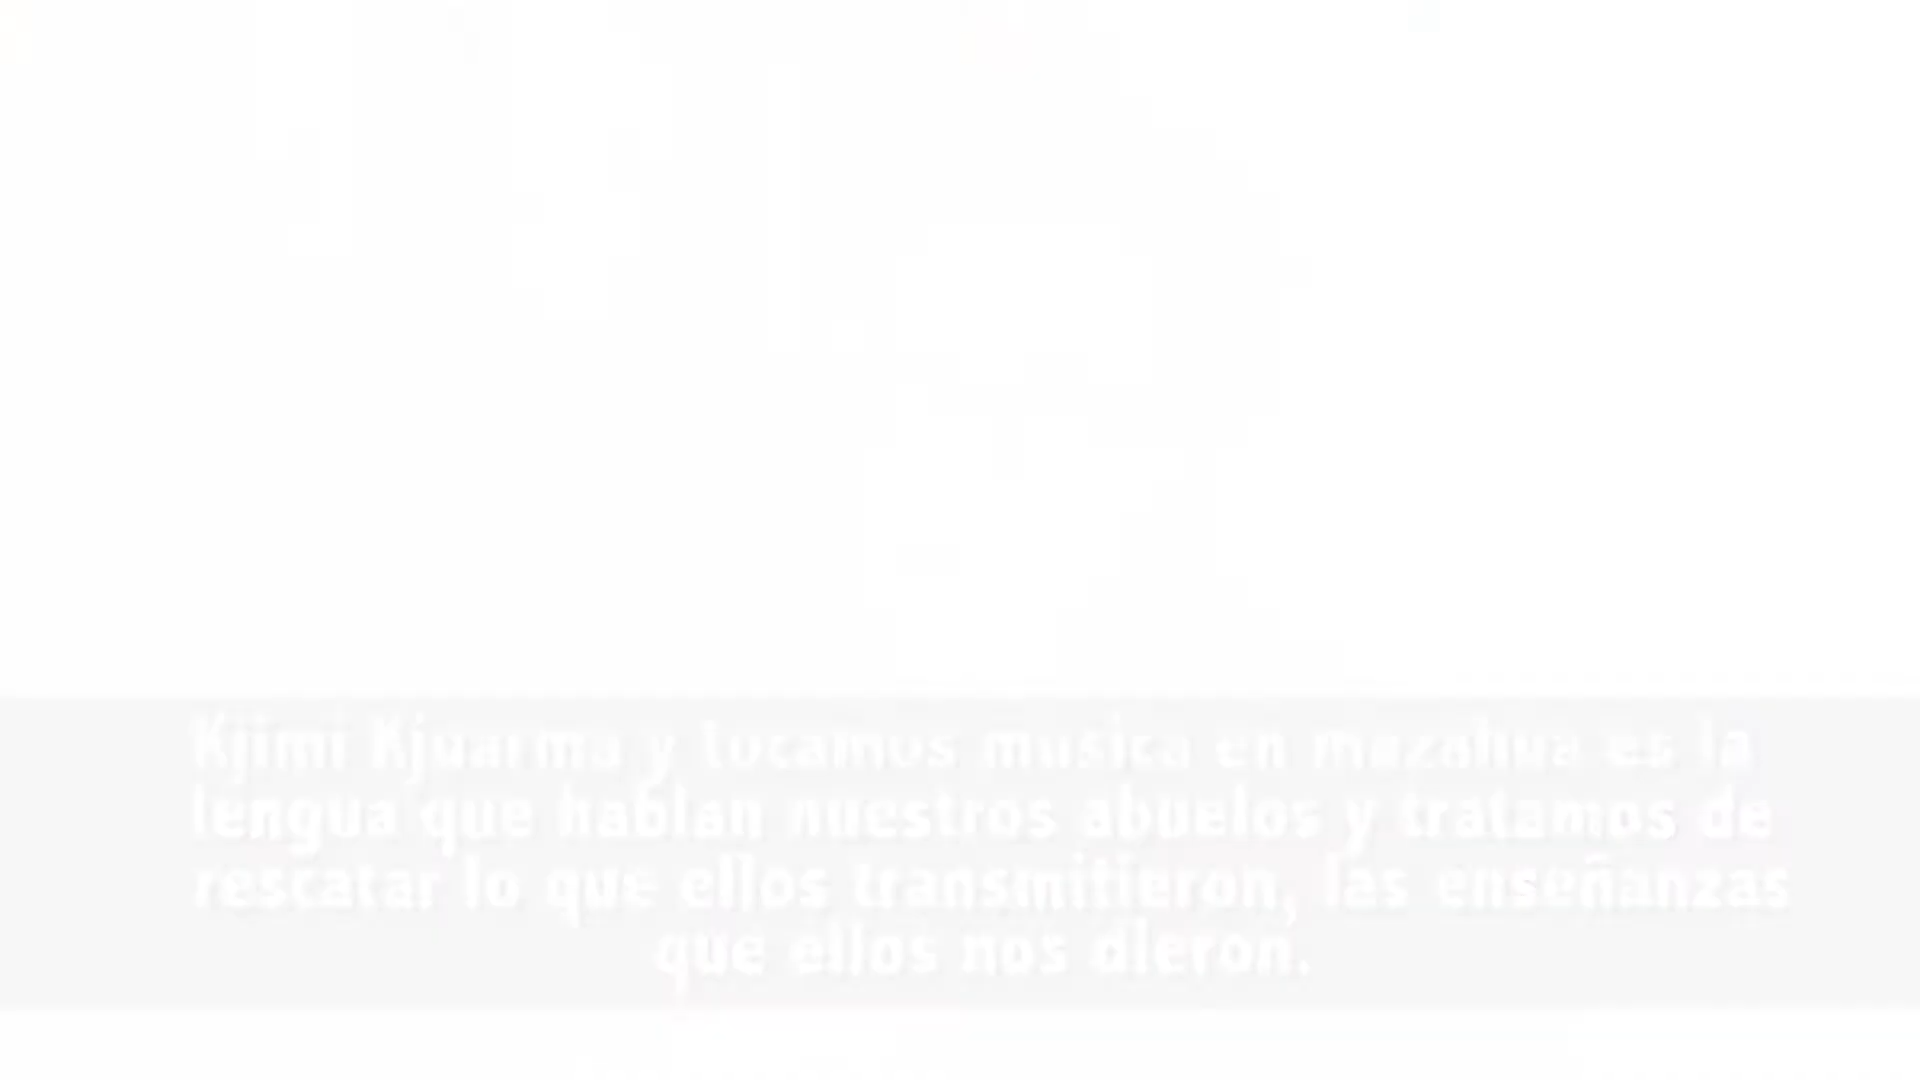 Kjimi Kjuarma y tocamos musica en mazahua es la
lengua que hablan nuestros abuelos y tratamos de
rescatar lo que ellos transmitieron, las enseñanzas
que ellos nos dieron.